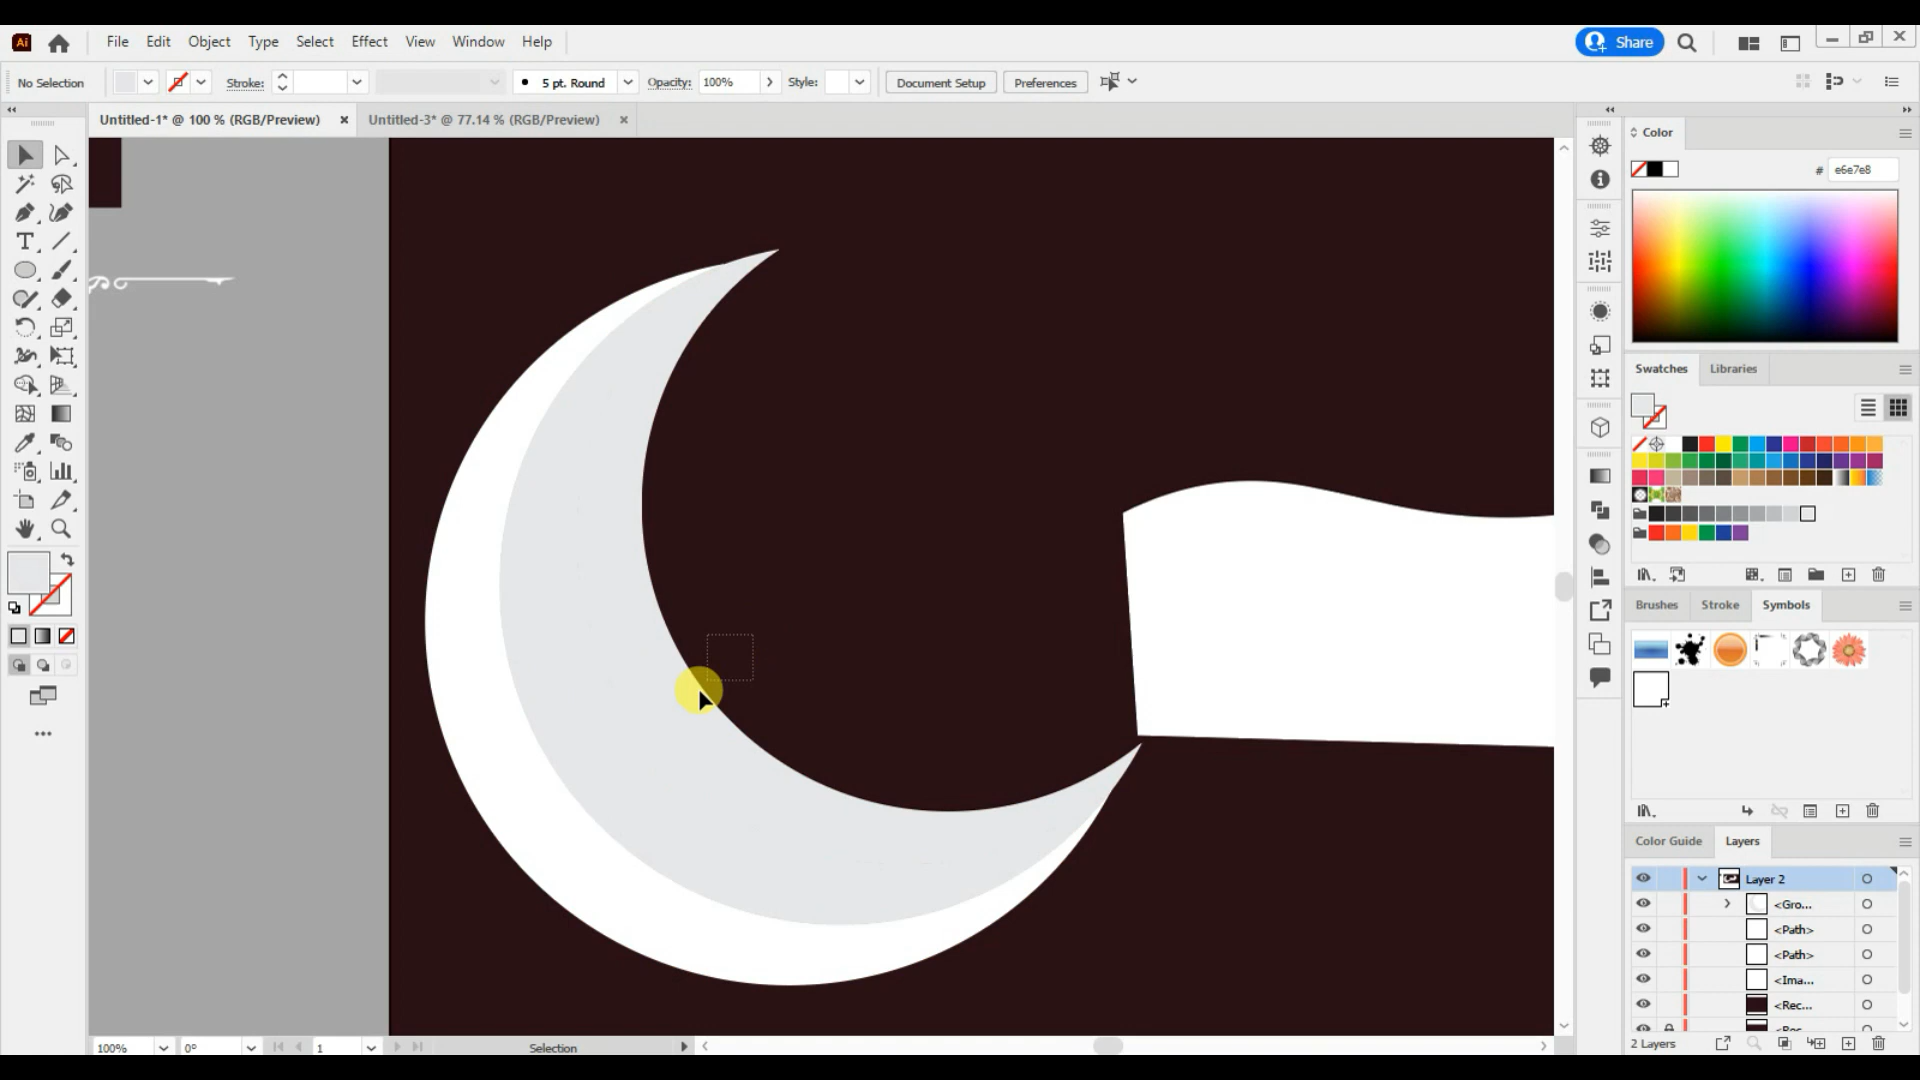 Ai File Edit Object Type Select Effect View Window Help Share
No Selection Stroke: 5 pt. Round Opacity: 100% Style: Document Setup Preferences
Untitled-1* @ 100 % (RGB/Preview) × Untitled-3* @ 77.14 % (RGB/Preview) ×
Color
# e6e7e8
Swatches Libraries
Brushes Stroke Symbols
Color Guide Layers
Layer 2
<Gro...
<Path>
<Path>
<Ima...
<Rec...
<Rec...
2 Layers
100% 0° 1 Selection